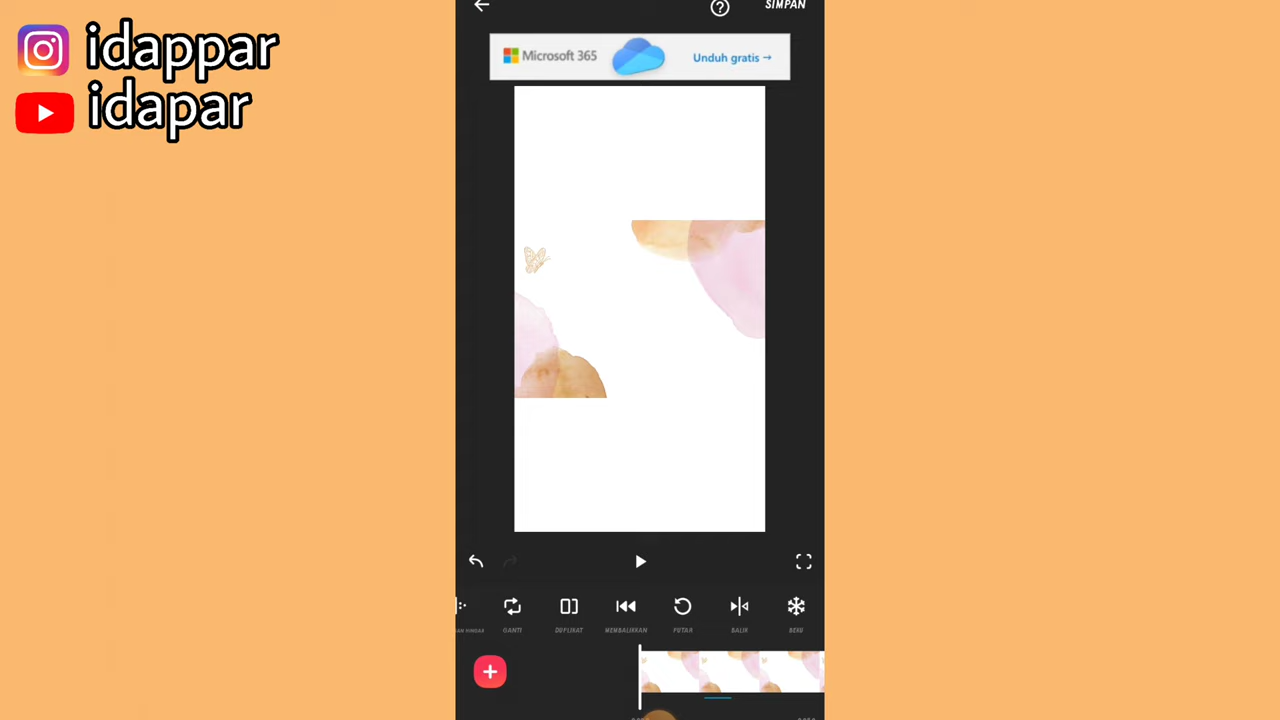 idappar
idapar
SIMPAN
Microsoft 365
Unduh gratis →
GANTI
DUPLIKAT
MEMBALIKKAN
PUTAR
BALIK
BEKU